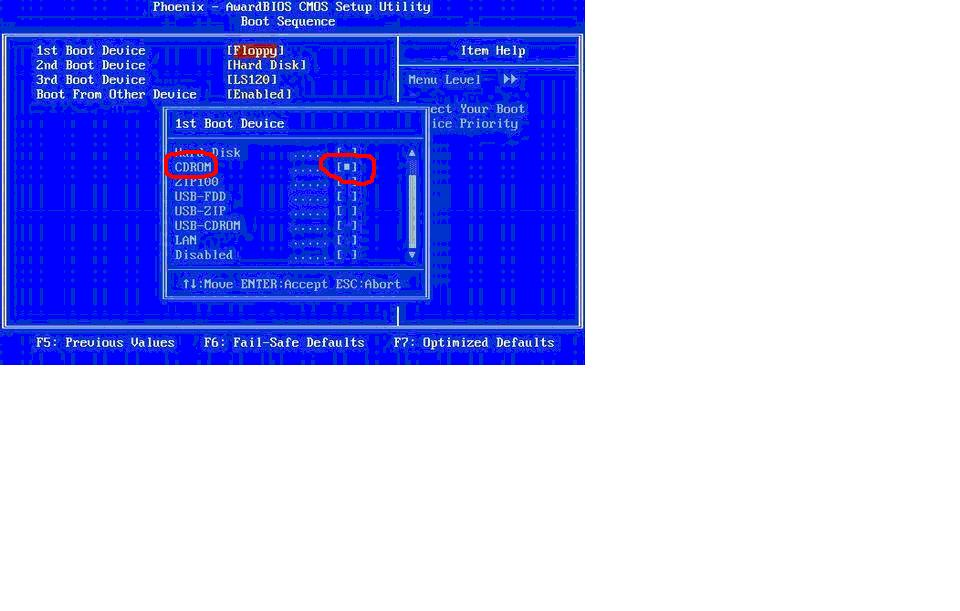 Phoenix - AwardBIOS CMOS Setup Utility
Boot Sequence
1st Boot Device [Floppy]
2nd Boot Device [Hard Disk]
3rd Boot Device [LS120]
Boot From Other Device [Enabled]
Item Help
Menu Level ▶▶
ect Your Boot
ice Priority
1st Boot Device
Hard Disk ..... [ ]
CDROM ..... [■]
ZIP100 ..... [ ]
USB-FDD ..... [ ]
USB-ZIP ..... [ ]
USB-CDROM ..... [ ]
LAN ..... [ ]
Disabled ..... [ ]
↑↓:Move ENTER:Accept ESC:Abort
F5: Previous Values F6: Fail-Safe Defaults F7: Optimized Defaults